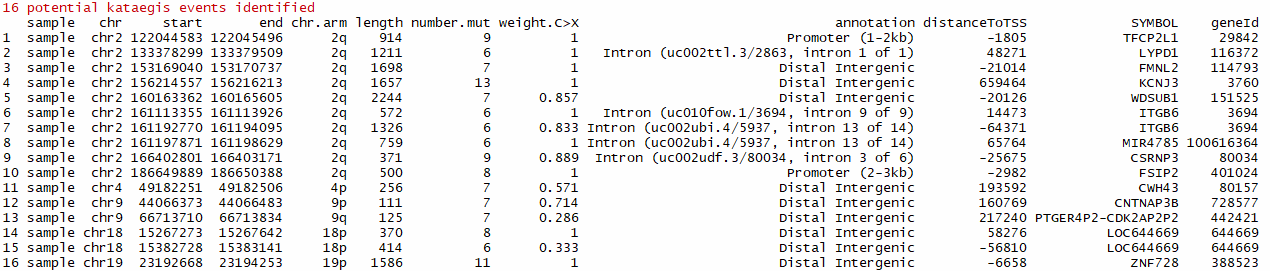 16 potential kataegis events identified
sample chr start end chr.arm length number.mut weight.C>X annotation distanceToTSS SYMBOL geneId
1 sample chr2 122044583 122045496 2q 914 9 1 Promoter (1-2kb) -1805 TFCP2L1 29842
2 sample chr2 133378299 133379509 2q 1211 6 1 Intron (uc002ttl.3/2863, intron 1 of 1) 48271 LYPD1 116372
3 sample chr2 153169040 153170737 2q 1698 7 1 Distal Intergenic -21014 FMNL2 114793
4 sample chr2 156214557 156216213 2q 1657 13 1 Distal Intergenic 659464 KCNJ3 3760
5 sample chr2 160163362 160165605 2q 2244 7 0.857 Distal Intergenic -20126 WDSUB1 151525
6 sample chr2 161113355 161113926 2q 572 6 1 Intron (uc010fow.1/3694, intron 9 of 9) 14473 ITGB6 3694
7 sample chr2 161192770 161194095 2q 1326 6 0.833 Intron (uc002ubi.4/5937, intron 13 of 14) -64371 ITGB6 3694
8 sample chr2 161197871 161198629 2q 759 6 1 Intron (uc002ubi.4/5937, intron 13 of 14) 65764 MIR4785 100616364
9 sample chr2 166402801 166403171 2q 371 9 0.889 Intron (uc002udf.3/80034, intron 3 of 6) -25675 CSRNP3 80034
10 sample chr2 186649889 186650388 2q 500 8 1 Promoter (2-3kb) -2982 FSIP2 401024
11 sample chr4 49182251 49182506 4p 256 7 0.571 Distal Intergenic 193592 CWH43 80157
12 sample chr9 44066373 44066483 9p 111 7 0.714 Distal Intergenic 160769 CNTNAP3B 728577
13 sample chr9 66713710 66713834 9q 125 7 0.286 Distal Intergenic 217240 PTGER4P2-CDK2AP2P2 442421
14 sample chr18 15267273 15267642 18p 370 8 1 Distal Intergenic 58276 LOC644669 644669
15 sample chr18 15382728 15383141 18p 414 6 0.333 Distal Intergenic -56810 LOC644669 644669
16 sample chr19 23192668 23194253 19p 1586 11 1 Distal Intergenic -6658 ZNF728 388523